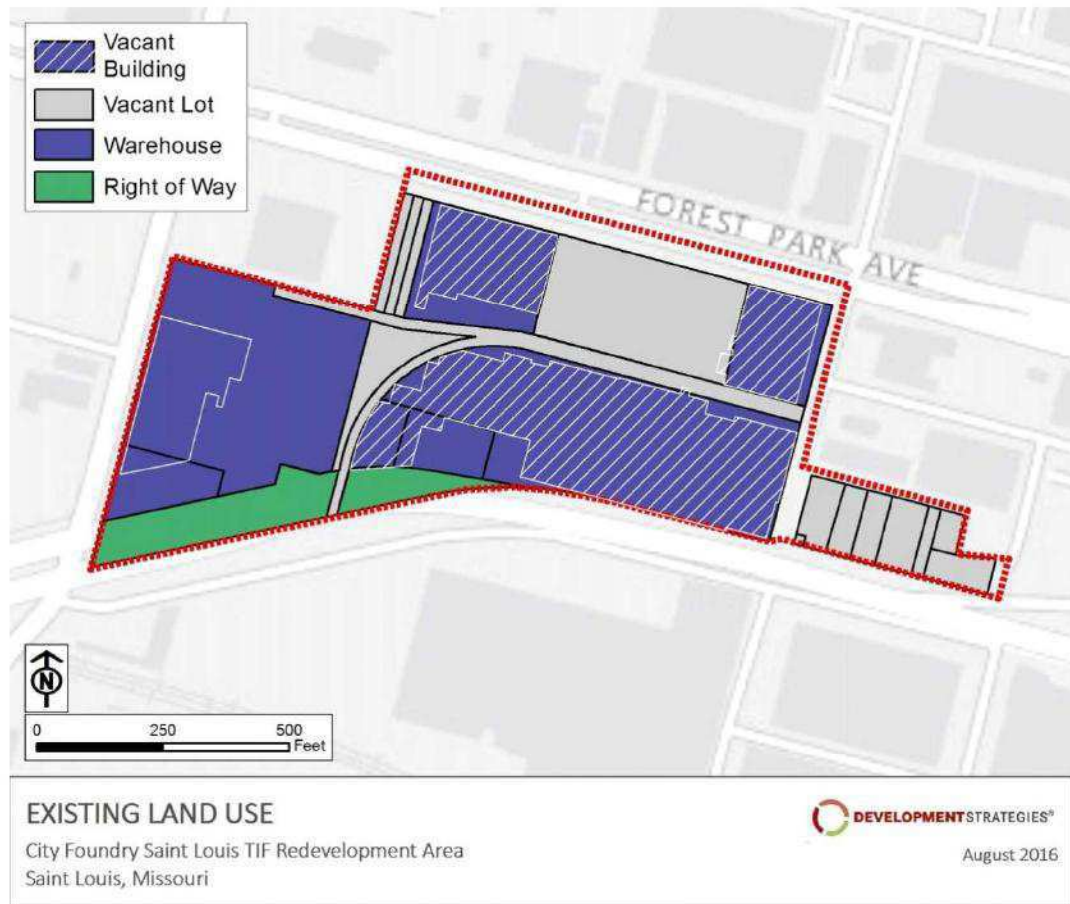 Vacant
Building
Vacant Lot
Warehouse
Right of Way
FOREST PARK AVE
N
0 250 500
Feet
EXISTING LAND USE
City Foundry Saint Louis TIF Redevelopment Area
Saint Louis, Missouri
DEVELOPMENTSTRATEGIES®
August 2016